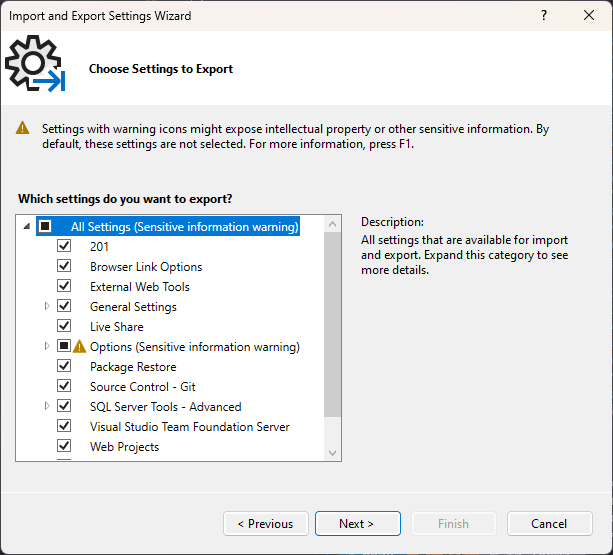 Import and Export Settings Wizard
?
Choose Settings to Export
Settings with warning icons might expose intellectual property or other sensitive information. By
default, these settings are not selected. For more information, press F1.
Which settings do you want to export?
All Settings (Sensitive information warning)
201
Browser Link Options
External Web Tools
General Settings
Live Share
Options (Sensitive information warning)
Package Restore
Source Control - Git
SQL Server Tools - Advanced
Visual Studio Team Foundation Server
Web Projects
Description:
All settings that are available for import
and export. Expand this category to see
more details.
< Previous
Next >
Finish
Cancel